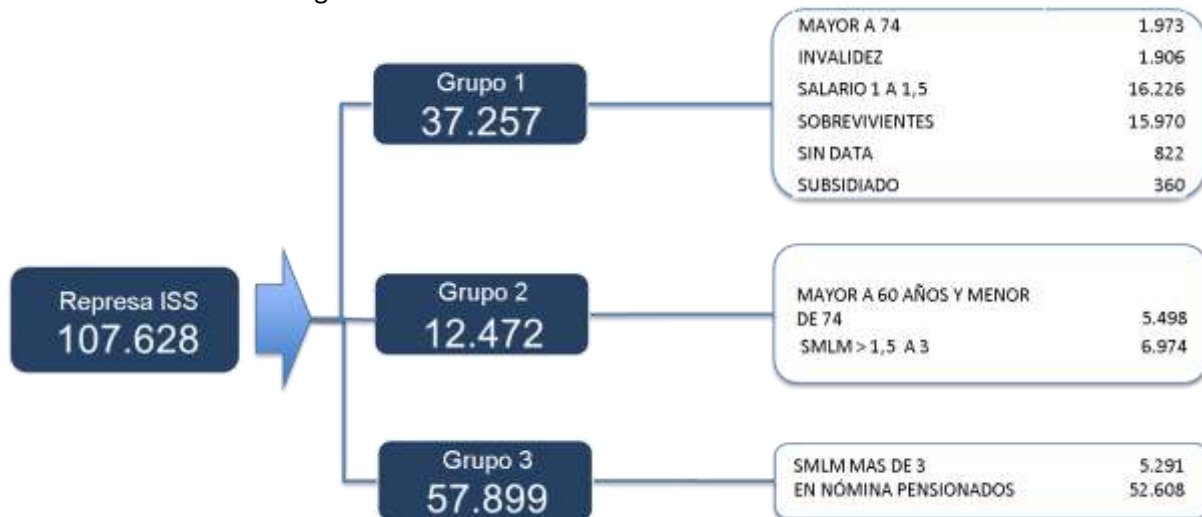 Represa ISS
107.628
Grupo 1
37.257
MAYOR A 74 1.973
INVALIDEZ 1.906
SALARIO 1 A 1,5 16.226
SOBREVIVIENTES 15.970
SIN DATA 822
SUBSIDIADO 360
Grupo 2
12.472
MAYOR A 60 AÑOS Y MENOR
DE 74 5.498
SMLM > 1,5 A 3 6.974
Grupo 3
57.899
SMLM MAS DE 3 5.291
EN NÓMINA PENSIONADOS 52.608